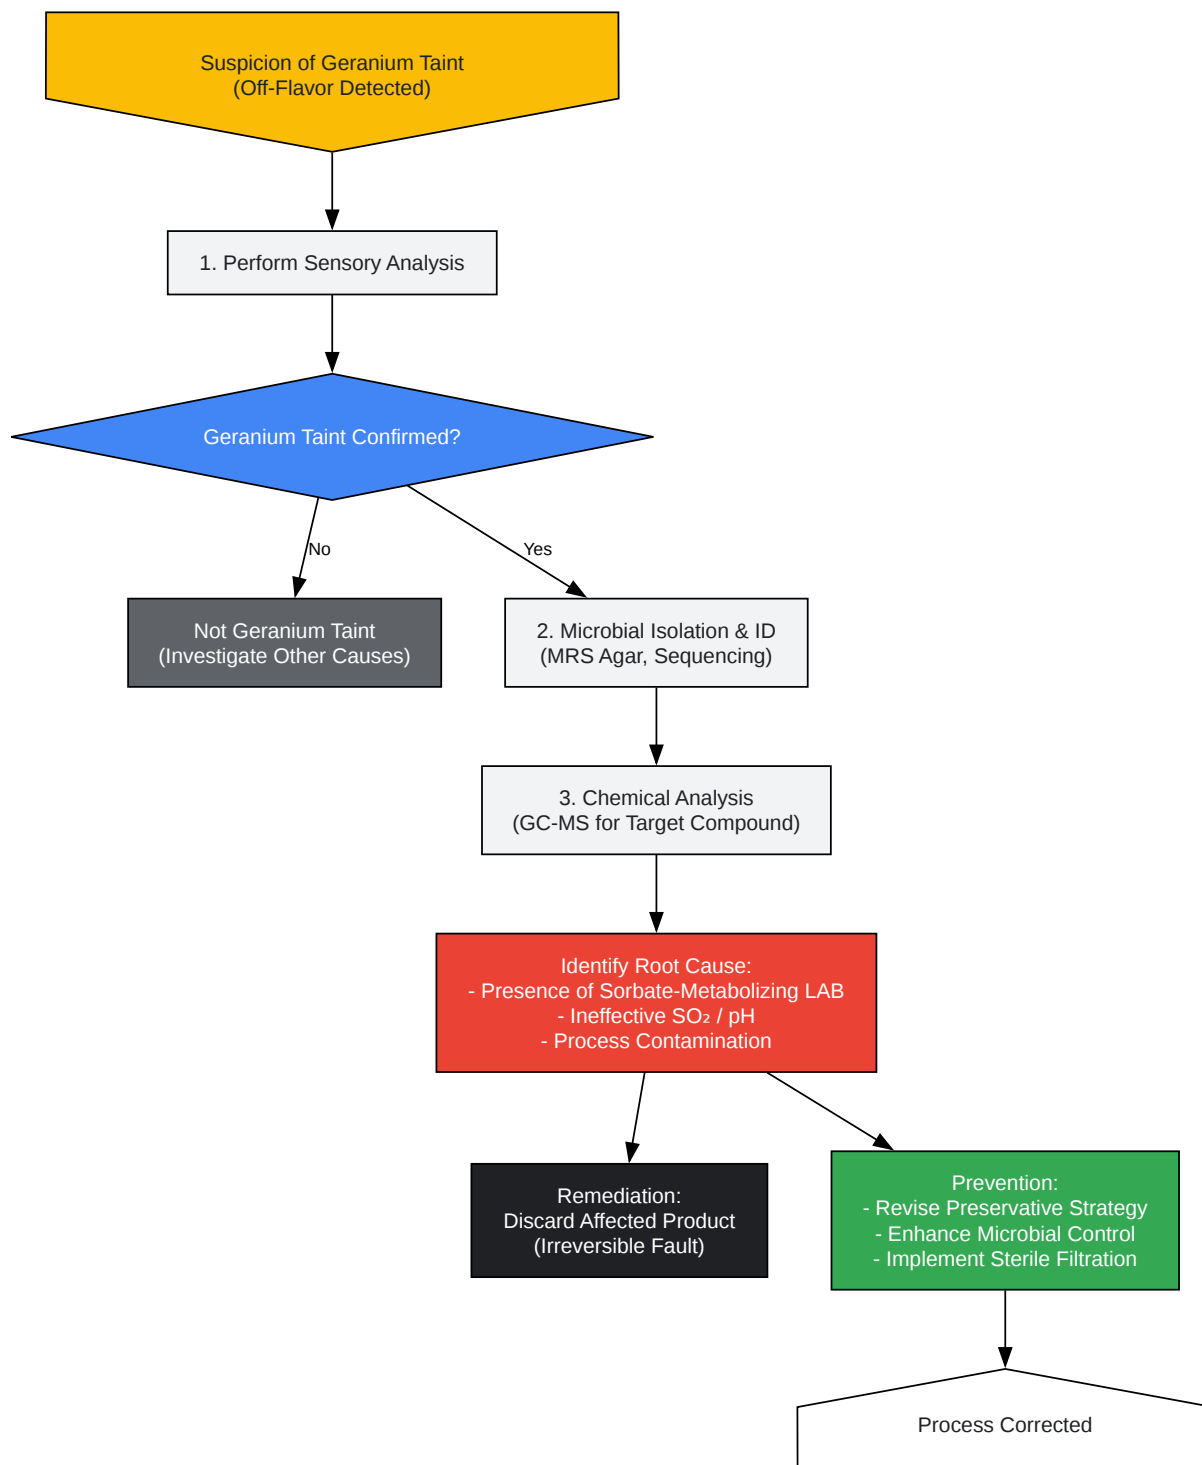 Suspicion of Geranium Taint
(Off-Flavor Detected)
1. Perform Sensory Analysis
Geranium Taint Confirmed?
No
Yes
Not Geranium Taint
(Investigate Other Causes)
2. Microbial Isolation & ID
(MRS Agar, Sequencing)
3. Chemical Analysis
(GC-MS for Target Compound)
Identify Root Cause:
- Presence of Sorbate-Metabolizing LAB
- Ineffective SO₂ / pH
- Process Contamination
Remediation:
Discard Affected Product
(Irreversible Fault)
Prevention:
- Revise Preservative Strategy
- Enhance Microbial Control
- Implement Sterile Filtration
Process Corrected